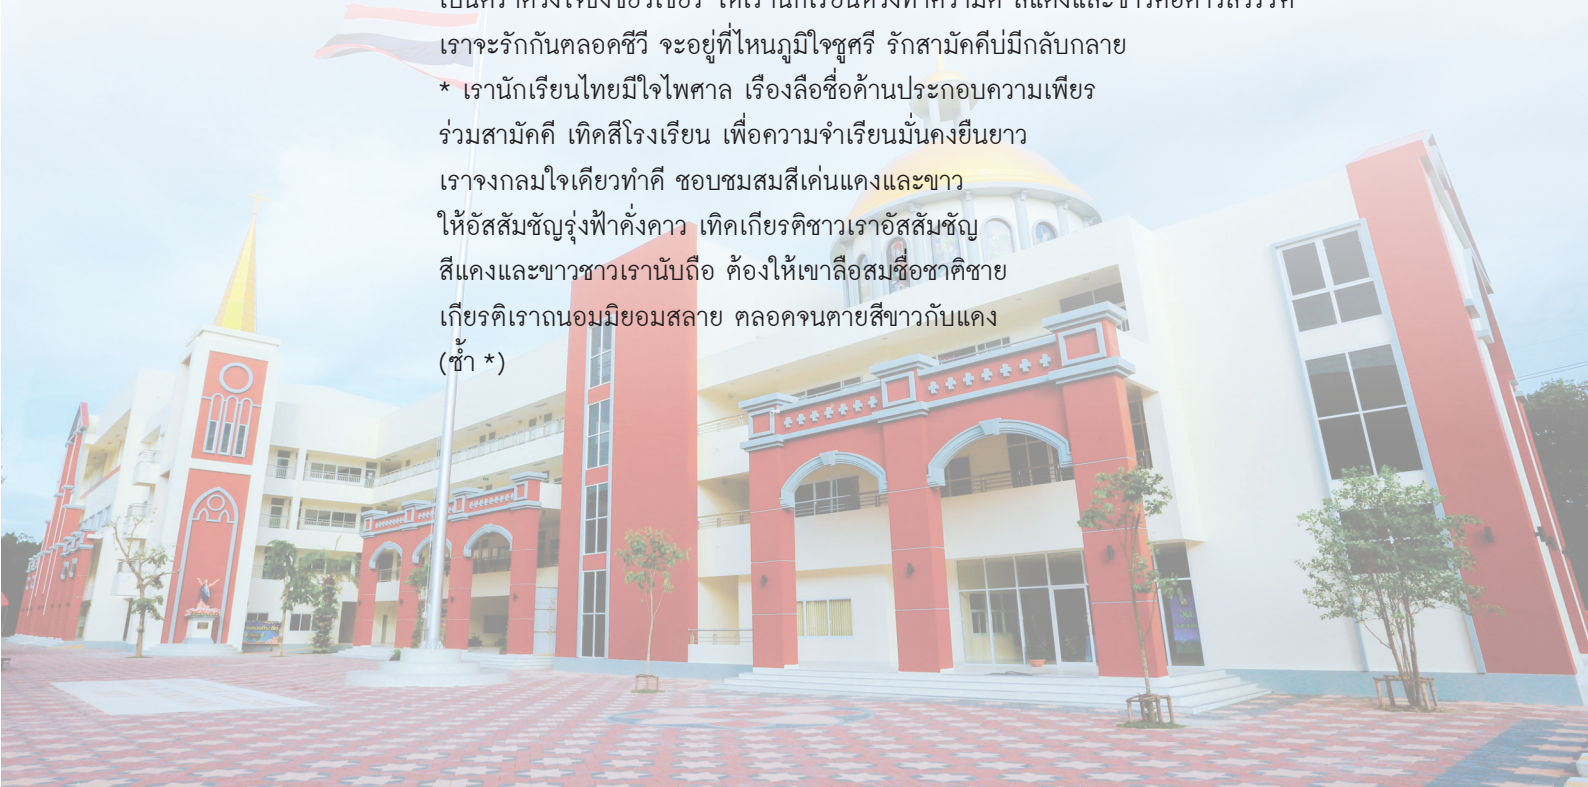 เราจะรักกันตลอดชีวี จะอยู่ที่ไหนภูมิใจชูศรี รักสามัคคีบ่มีกลับกลาย
* เรานักเรียนไทยมีใจไพศาล เรืองลือชื่อด้านประกอบความเพียร
ร่วมสามัคคี เทิดสีโรงเรียน เพื่อความจำเรียนมั่นคงยืนยาว
เราจงกลมใจเดียวทำดี ชอบชมสมสีเด่นแดงและขาว
ให้อัสสัมชัญรุ่งฟ้าดั่งดาว เทิดเกียรติชาวเราอัสสัมชัญ
สีแดงและขาวชาวเรานับถือ ต้องให้เขาลือสมชื่อชาติชาย
เกียรติเราถนอมมิยอมสลาย ตลอดจนตายสีขาวกับแดง
(ซ้ำ *)